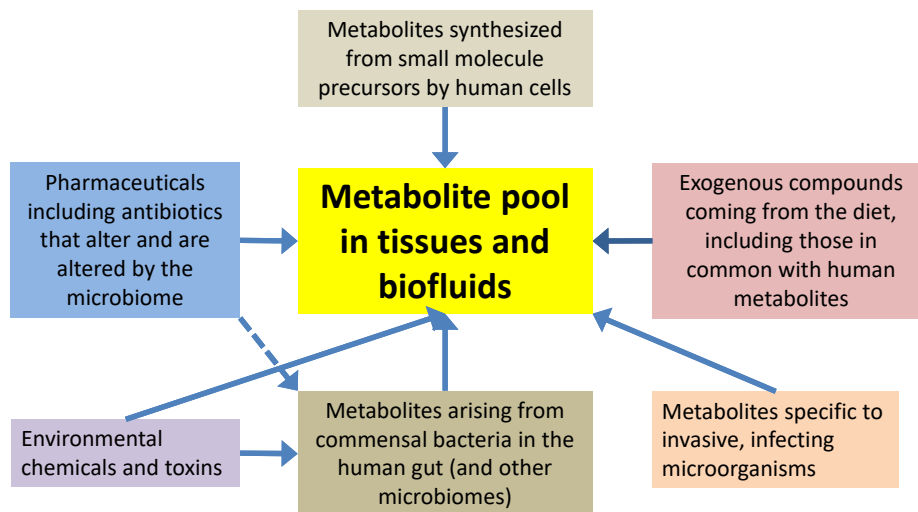 Metabolites synthesized
from small molecule
precursors by human cells
Pharmaceuticals
including antibiotics
that alter and are
altered by the
microbiome
Metabolite pool
in tissues and
biofluids
Exogenous compounds
coming from the diet,
including those in
common with human
metabolites
Environmental
chemicals and toxins
Metabolites arising from
commensal bacteria in the
human gut (and other
microbiomes)
Metabolites specific to
invasive, infecting
microorganisms